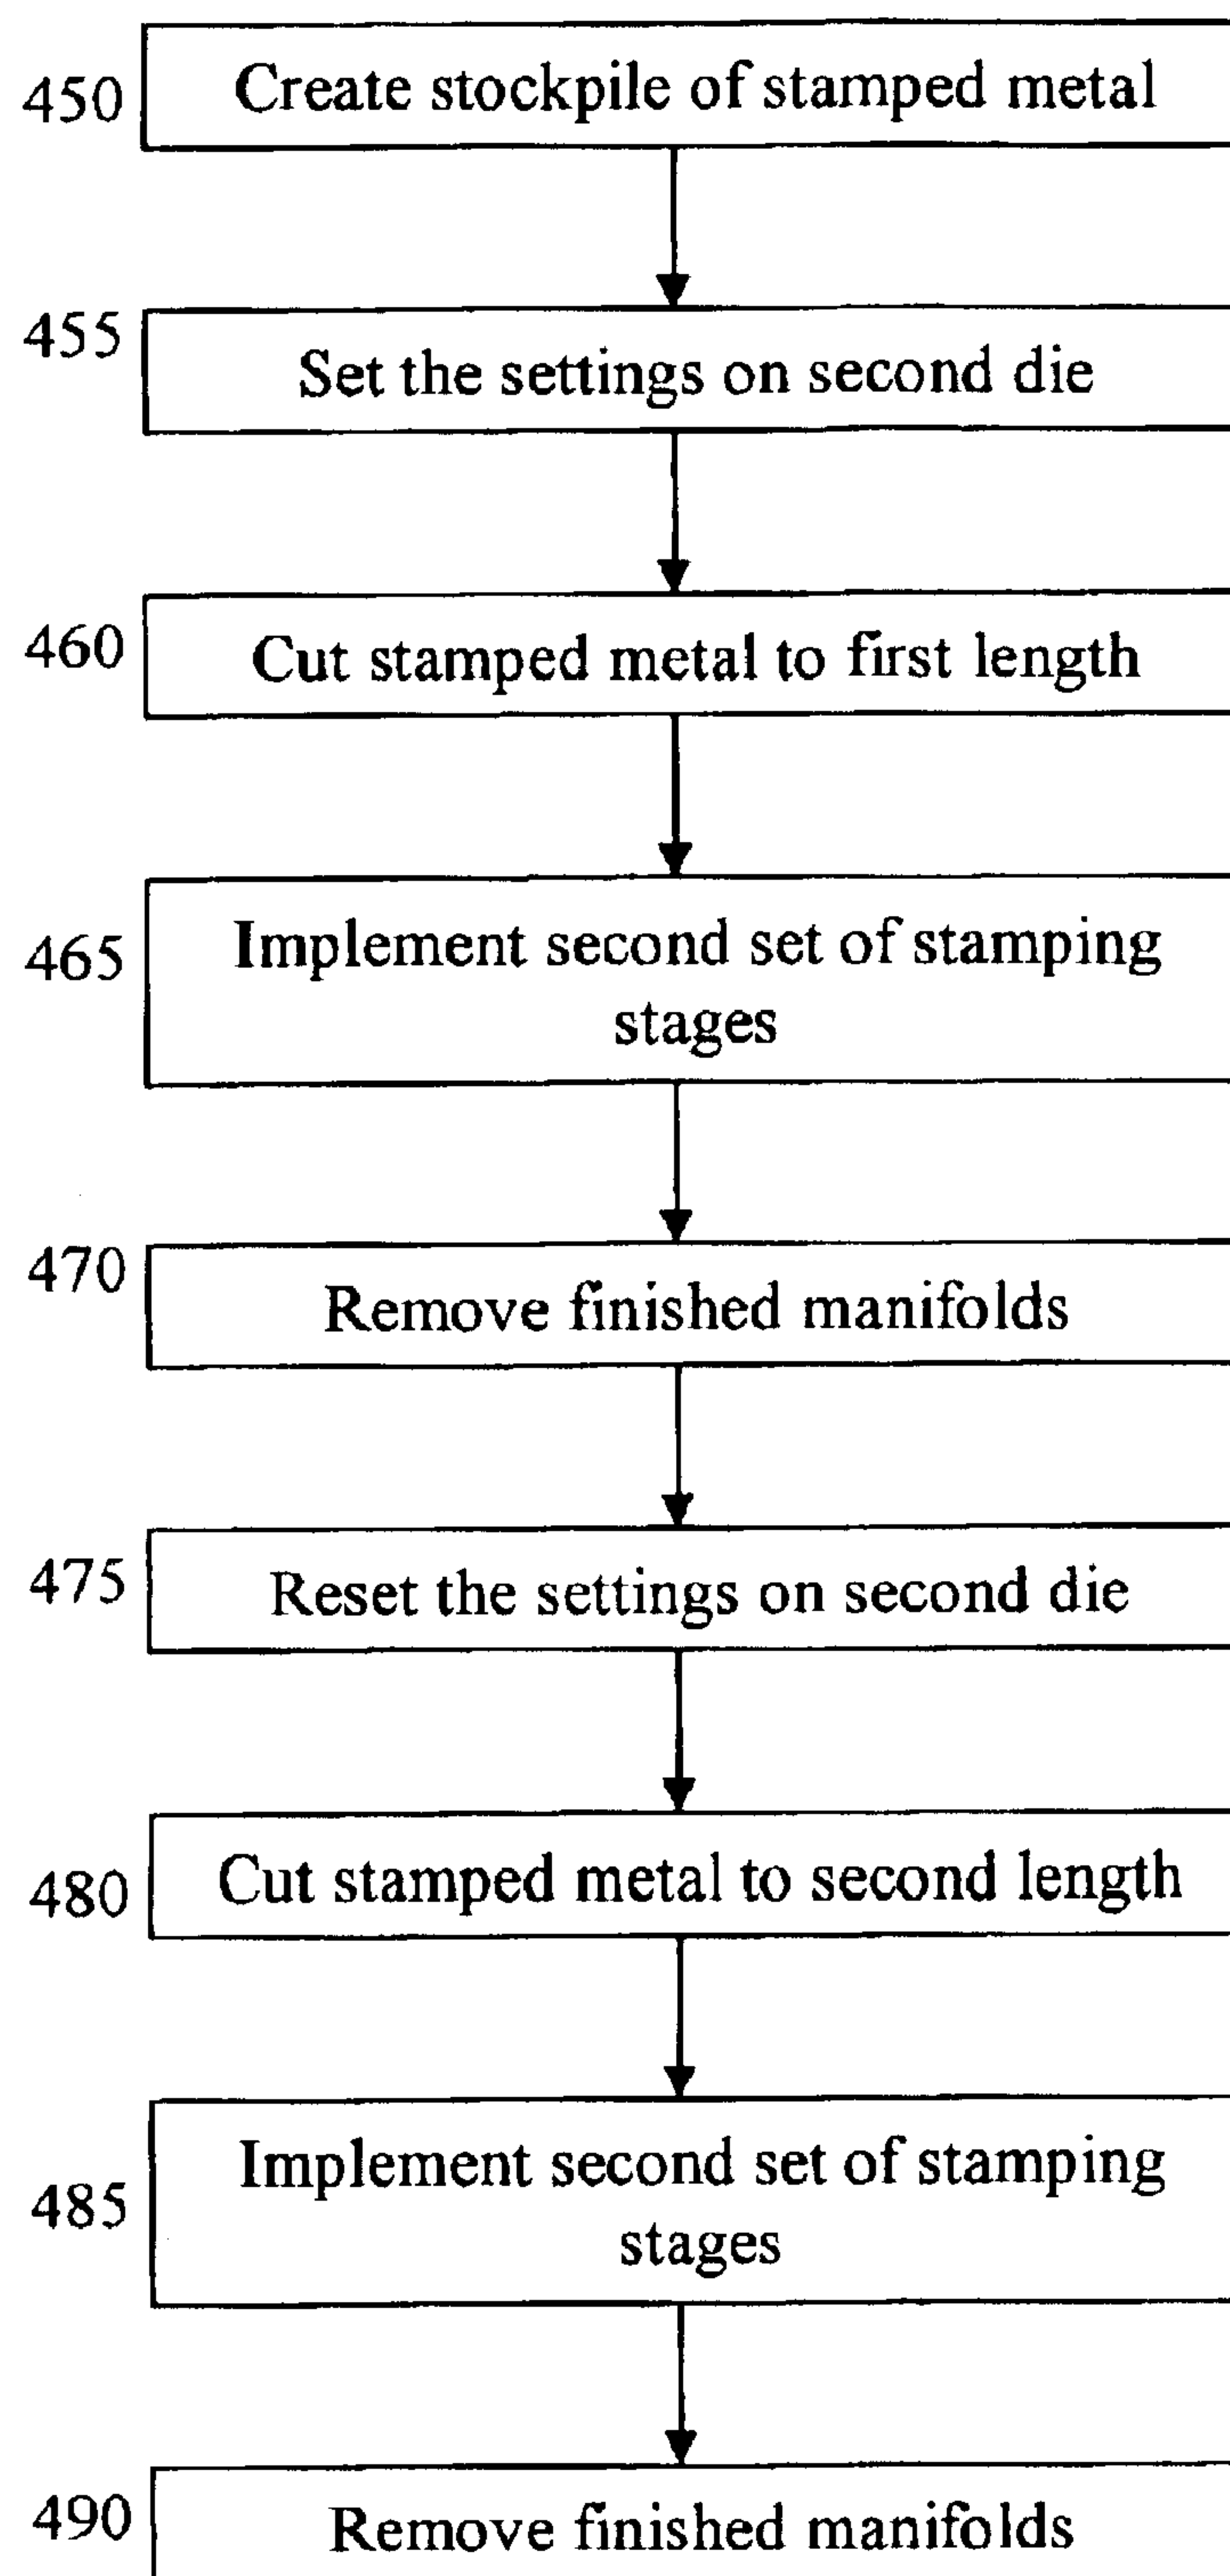 450 Create stockpile of stamped metal
455 Set the settings on second die
460 Cut stamped metal to first length
465 Implement second set of stamping
stages
470 Remove finished manifolds
475 Reset the settings on second die
480 Cut stamped metal to second length
485 Implement second set of stamping
stages
490 Remove finished manifolds